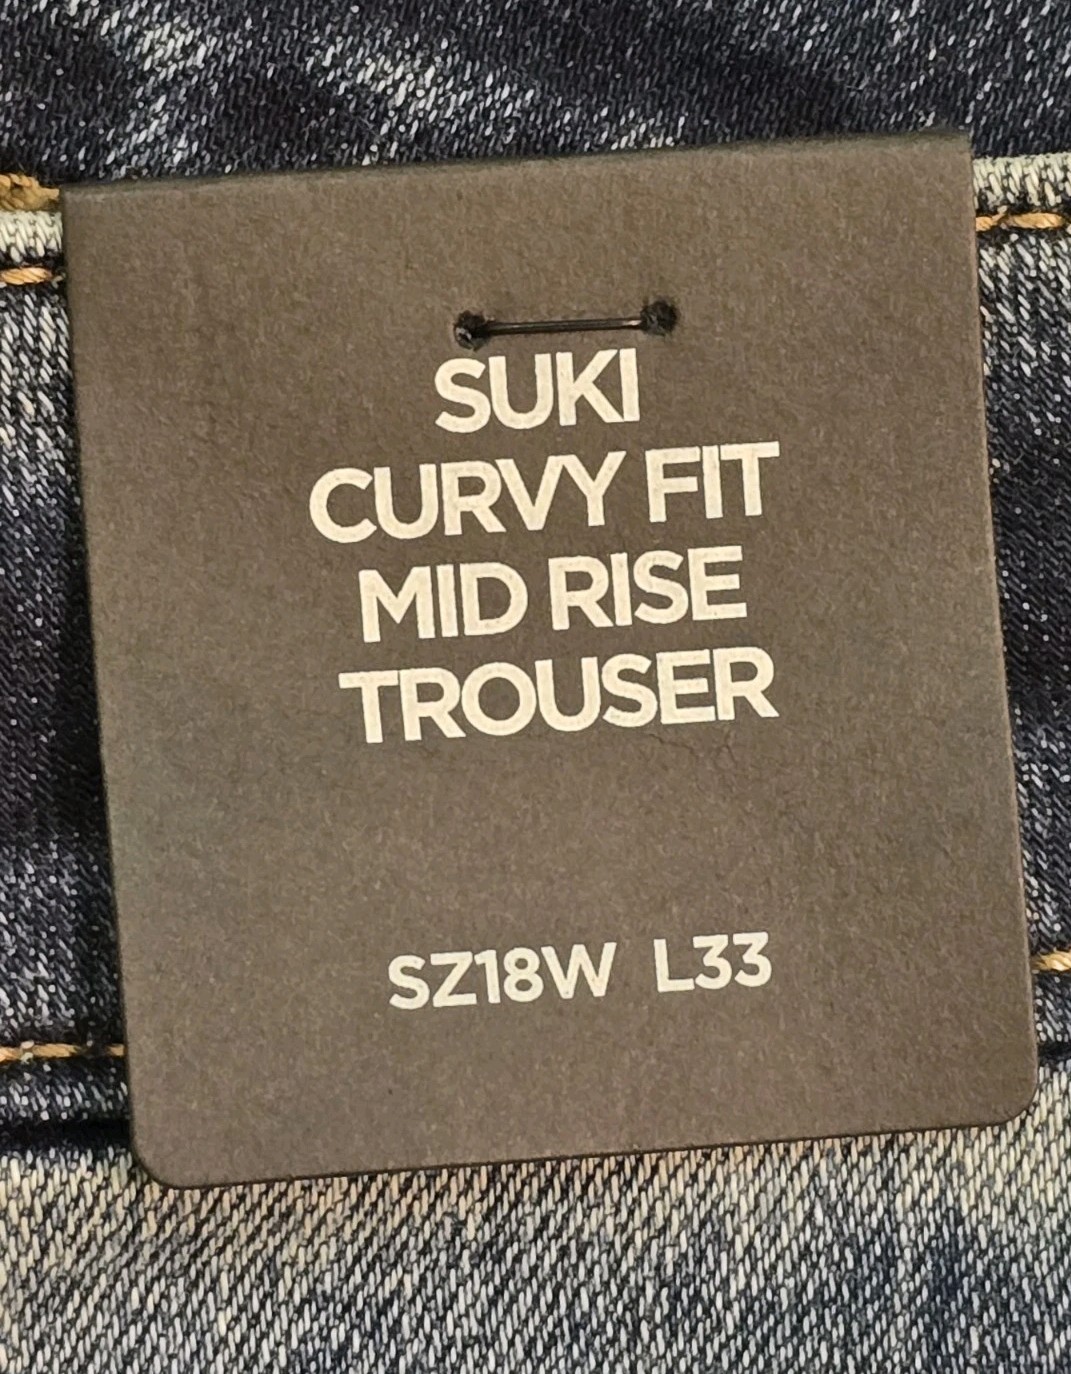 SUKI
CURVY FIT
MID RISE
TROUSER
SZ18W L33